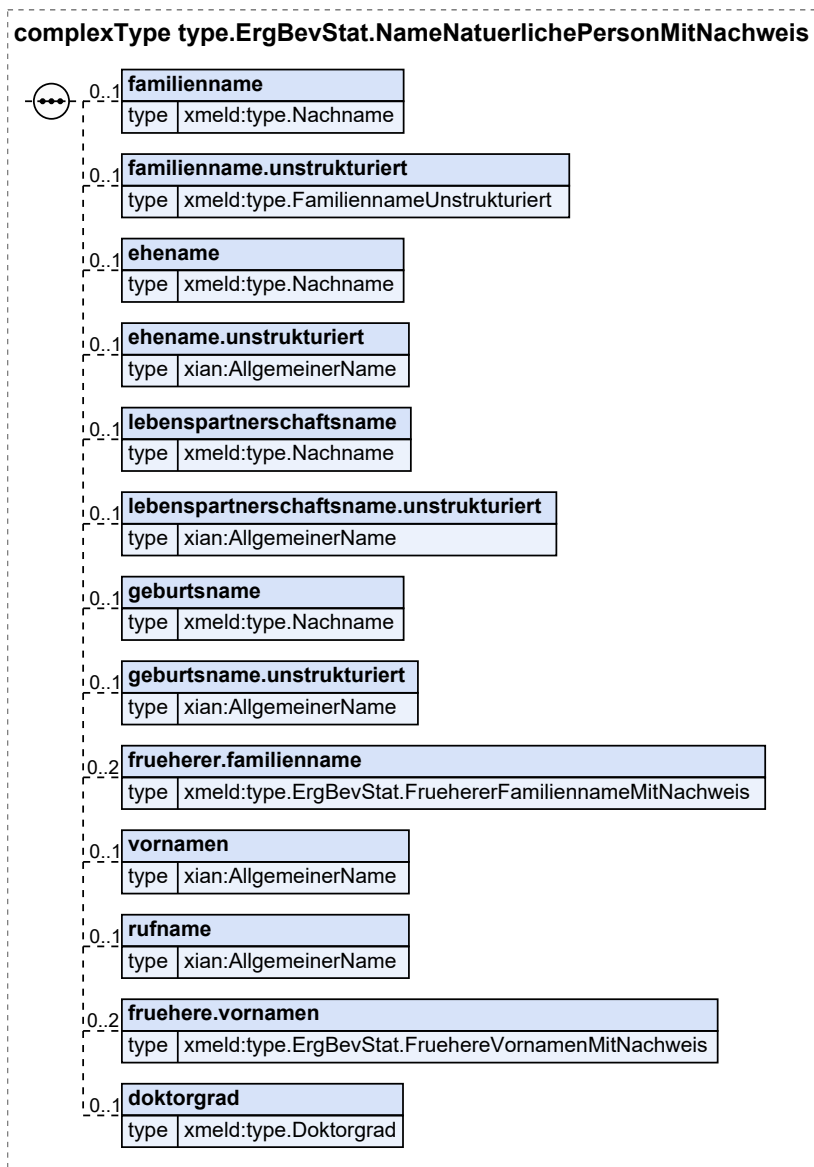 complexType type.ErgBevStat.NameNatuerlichePersonMitNachweis
0..1 familienname
type xmeld:type.Nachname
0..1 familienname.unstrukturiert
type xmeld:type.FamiliennameUnstrukturiert
0..1 ehename
type xmeld:type.Nachname
0..1 ehename.unstrukturiert
type xian:AllgemeinerName
0..1 lebenspartnerschaftsname
type xmeld:type.Nachname
0..1 lebenspartnerschaftsname.unstrukturiert
type xian:AllgemeinerName
0..1 geburtsname
type xmeld:type.Nachname
0..1 geburtsname.unstrukturiert
type xian:AllgemeinerName
0..2 frueherer.familienname
type xmeld:type.ErgBevStat.FruehererFamiliennameMitNachweis
0..1 vornamen
type xian:AllgemeinerName
0..1 rufname
type xian:AllgemeinerName
0..2 fruehere.vornamen
type xmeld:type.ErgBevStat.FruehereVornamenMitNachweis
0..1 doktorgrad
type xmeld:type.Doktorgrad